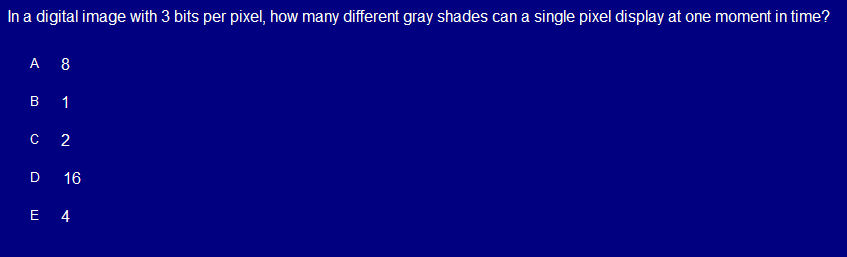 In a digital image with 3 bits per pixel, how many different gray shades can a single pixel display at one moment in time?
A 8
B 1
C 2
D 16
E 4